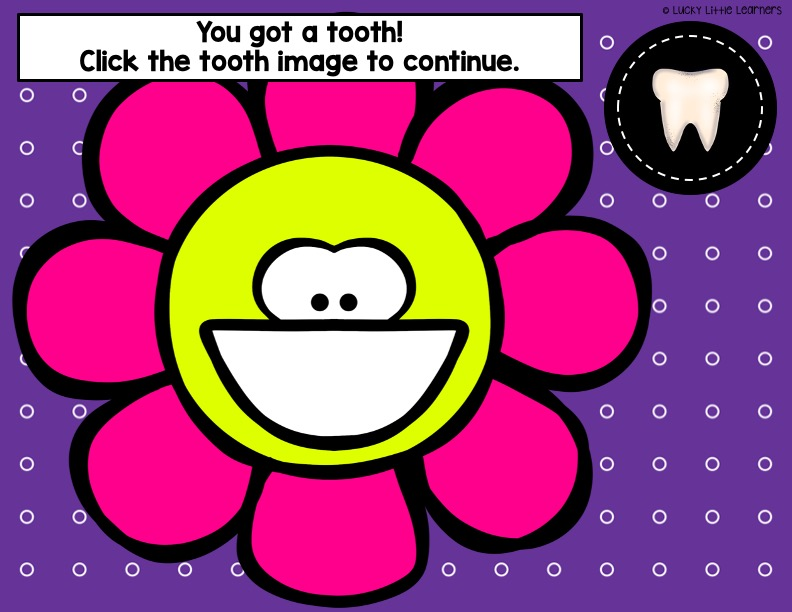 © Lucky Little Learners
You got a tooth!
Click the tooth image to continue.